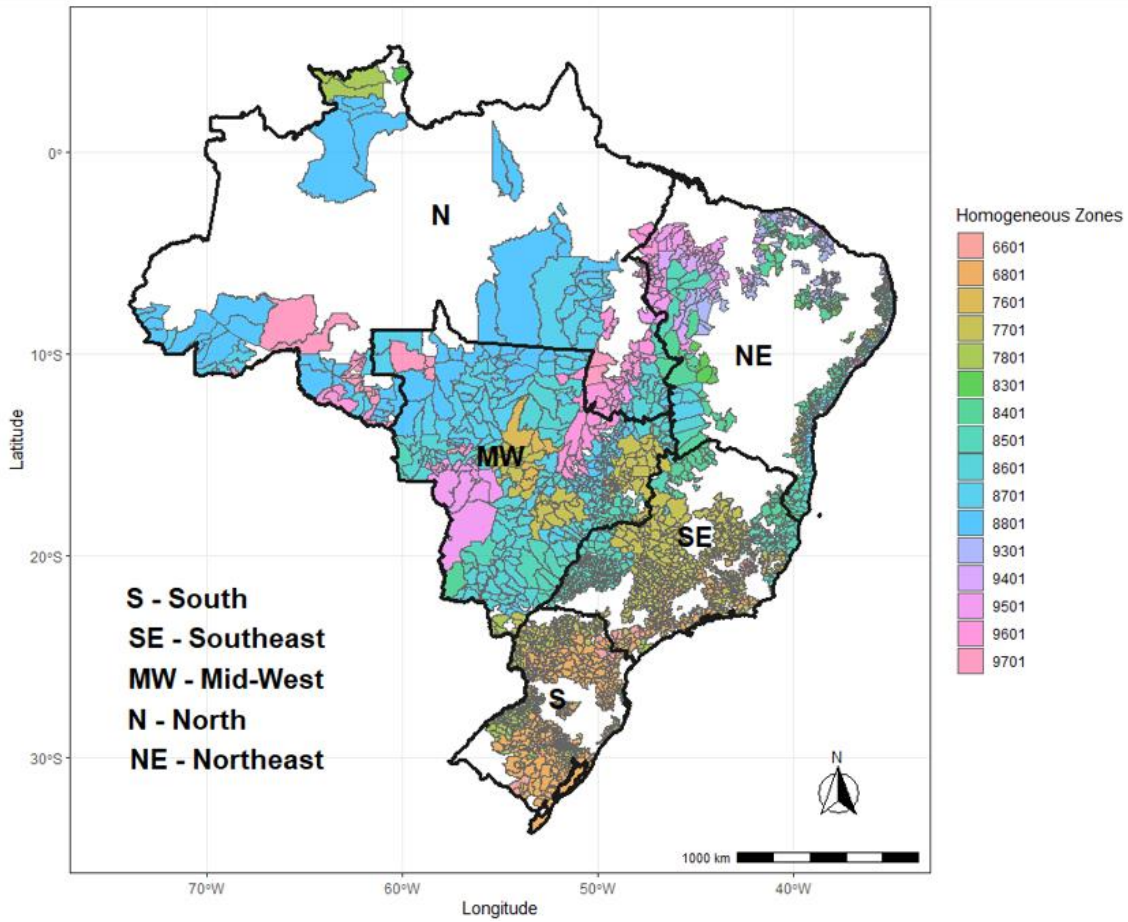 Latitude
0°
10°S
20°S
30°S
N
NE
MW
SE
S
S - South
SE - Southeast
MW - Mid-West
N - North
NE - Northeast
N
1000 km
70°W
60°W
50°W
40°W
Longitude
Homogeneous Zones
6601
6801
7601
7701
7801
8301
8401
8501
8601
8701
8801
9301
9401
9501
9601
9701